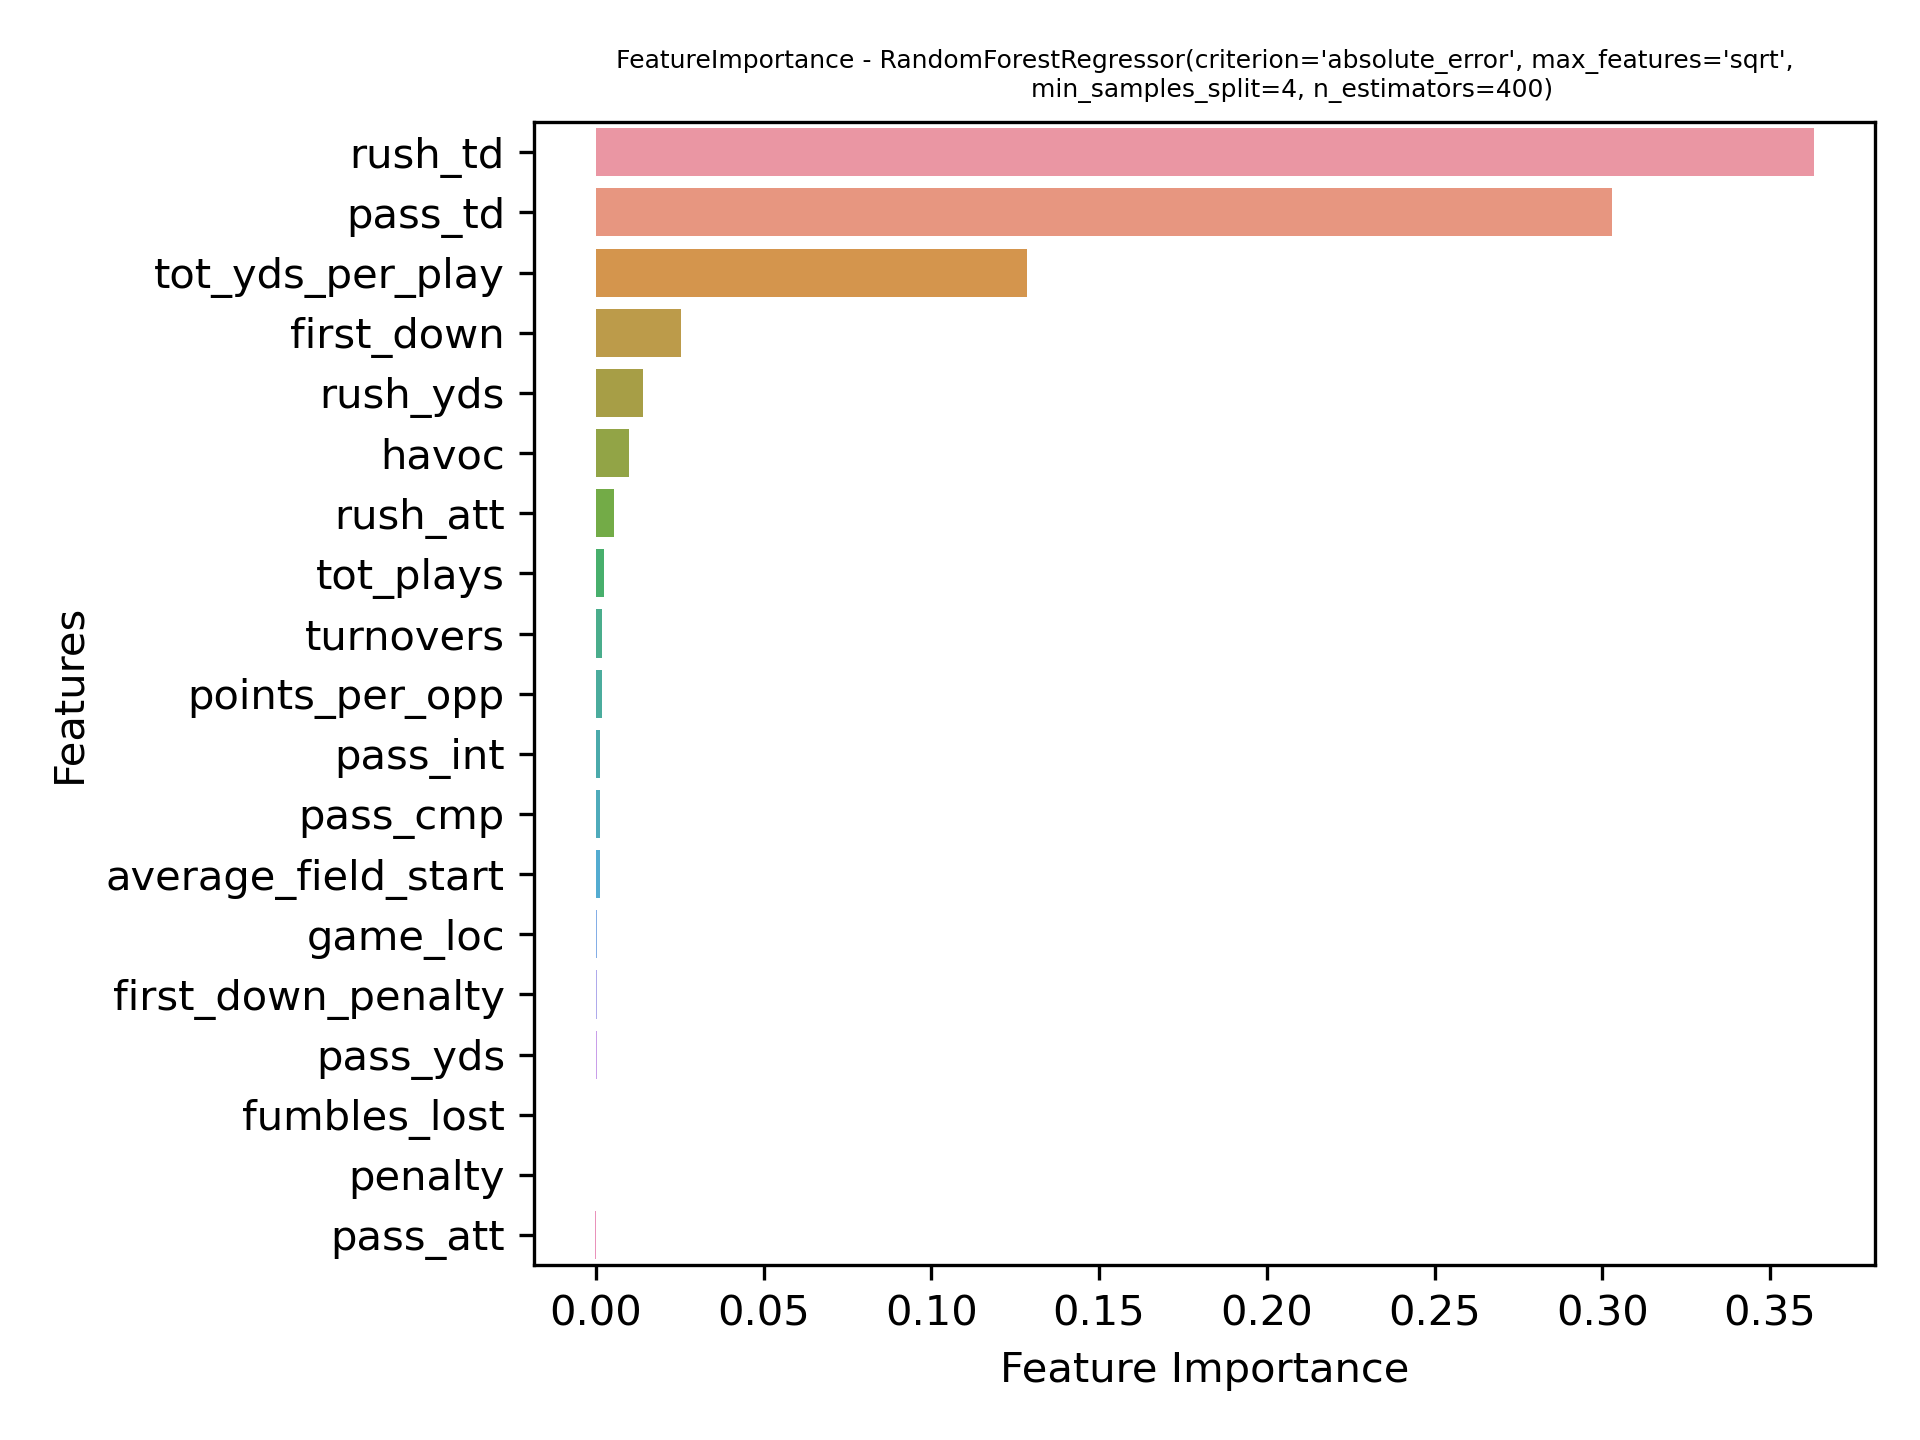 FeatureImportance - RandomForestRegressor(criterion='absolute_error', max_features='sqrt',
min_samples_split=4, n_estimators=400)
rush_td
pass_td
tot_yds_per_play
first_down
rush_yds
havoc
rush_att
tot_plays
turnovers
points_per_opp
pass_int
pass_cmp
average_field_start
game_loc
first_down_penalty
pass_yds
fumbles_lost
penalty
pass_att
Features
0.00 0.05 0.10 0.15 0.20 0.25 0.30 0.35
Feature Importance